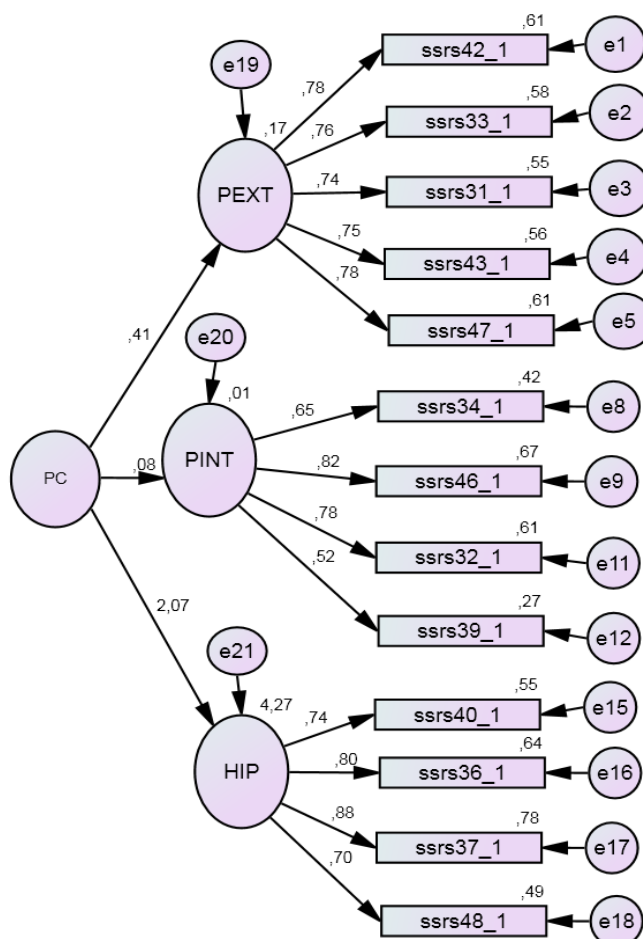 ,61
e1
ssrs42_1
e19
,78
,58
e2
,17
,76
ssrs33_1
,55
e3
PEXT
,74
ssrs31_1
,56
,75
e4
ssrs43_1
,78
,61
e5
ssrs47_1
,41
e20
,01
,42
,65
ssrs34_1
e8
PINT
,67
,82
ssrs46_1
e9
PC
,08
,78
,61
ssrs32_1
e11
,52
,27
ssrs39_1
e12
2,07
e21
,55
4,27
,74
ssrs40_1
e15
,64
HIP
,80
ssrs36_1
e16
,88
,78
ssrs37_1
e17
,70
,49
ssrs48_1
e18